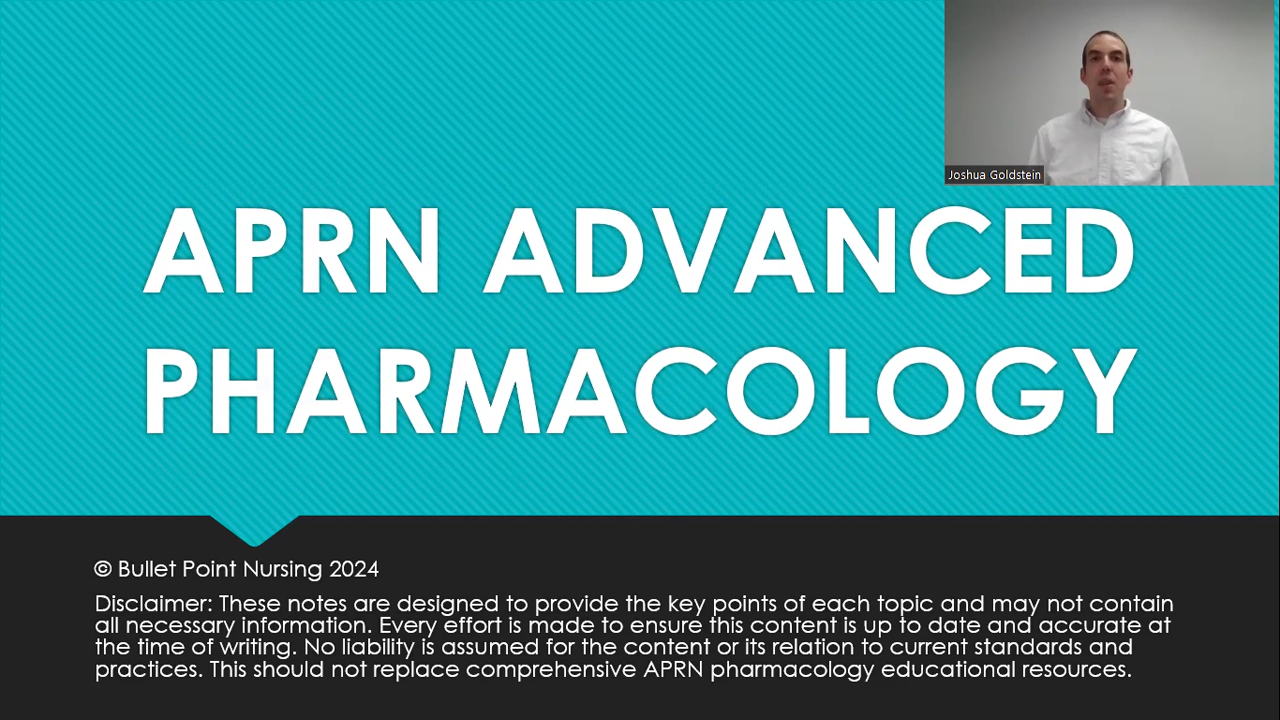 Joshua Goldstein
APRN ADVANCED
PHARMACOLOGY
© Bullet Point Nursing 2024
Disclaimer: These notes are designed to provide the key points of each topic and may not contain
all necessary information. Every effort is made to ensure this content is up to date and accurate at
the time of writing. No liability is assumed for the content or its relation to current standards and
practices. This should not replace comprehensive APRN pharmacology educational resources.